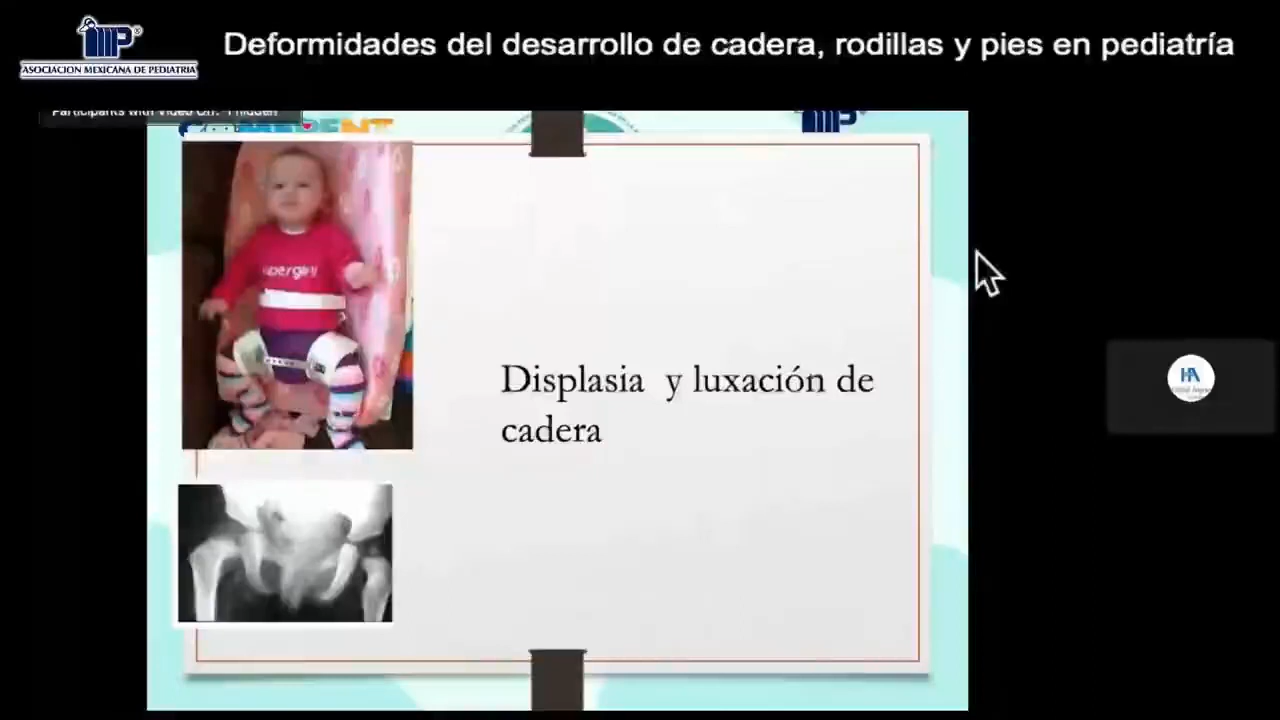 Deformidades del desarrollo de cadera, rodillas y pies en pediatría
ASOCIACION MEXICANA DE PEDIATRIA
Displasia y luxación de
cadera